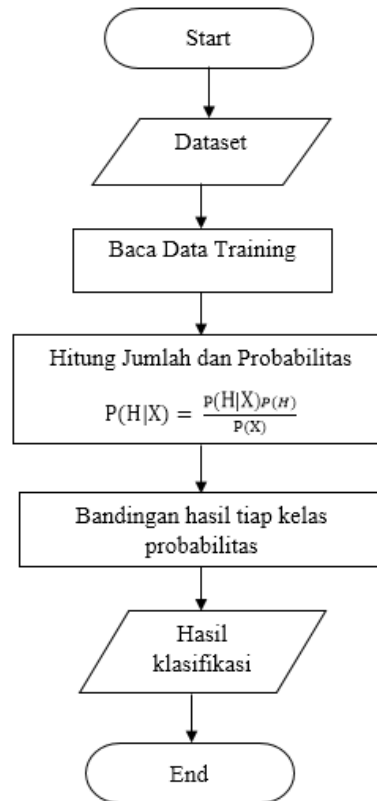 Start
Dataset
Baca Data Training
Hitung Jumlah dan Probabilitas
P(H|X) = p(H|X)P(H) / P(X)
Bandingan hasil tiap kelas
probabilitas
Hasil
klasifikasi
End